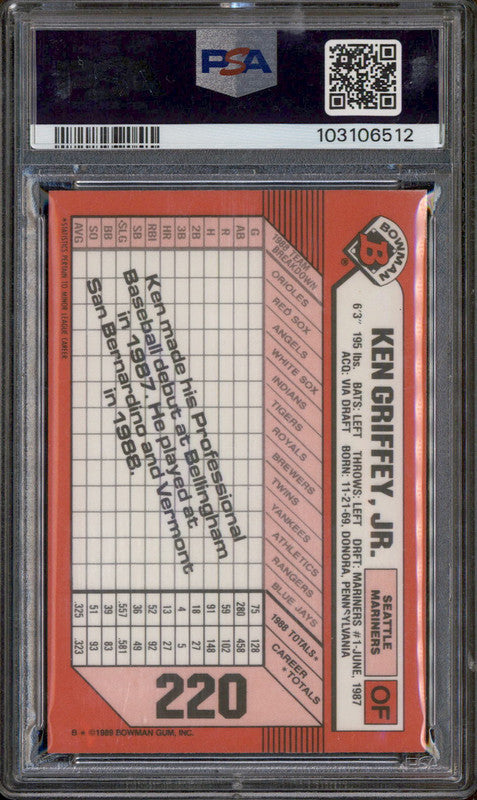 PSA
103106512
BOWMAN
B
®
KEN GRIFFEY, JR.
SEATTLE
MARINERS
OF
6'3" 195 lbs. BATS: LEFT THROWS: LEFT DRFT: MARINERS #1-JUNE, 1987
ACQ: VIA DRAFT BORN: 11-21-69, DONORA, PENNSYLVANIA
1988 TEAM
BREAKDOWN
ORIOLES
RED SOX
ANGELS
WHITE SOX
INDIANS
TIGERS
ROYALS
BREWERS
TWINS
YANKEES
ATHLETICS
RANGERS
BLUE JAYS
1988 TOTALS*
CAREER
*TOTALS
G 75 128
AB 280 458
R 59 102
H 91 148
2B 18 27
3B 4 5
HR 13 27
RBI 52 92
SB 36 49
SLG .557 .581
BB 39 83
SO 51 93
AVG .325 .323
Ken made his Professional
Baseball debut at Bellingham
in 1987. He played at
San Bernardino and Vermont
in 1988.
220
*STATISTICS PERTAIN TO MINOR LEAGUE CAREER
B * ©1989 BOWMAN GUM, INC.